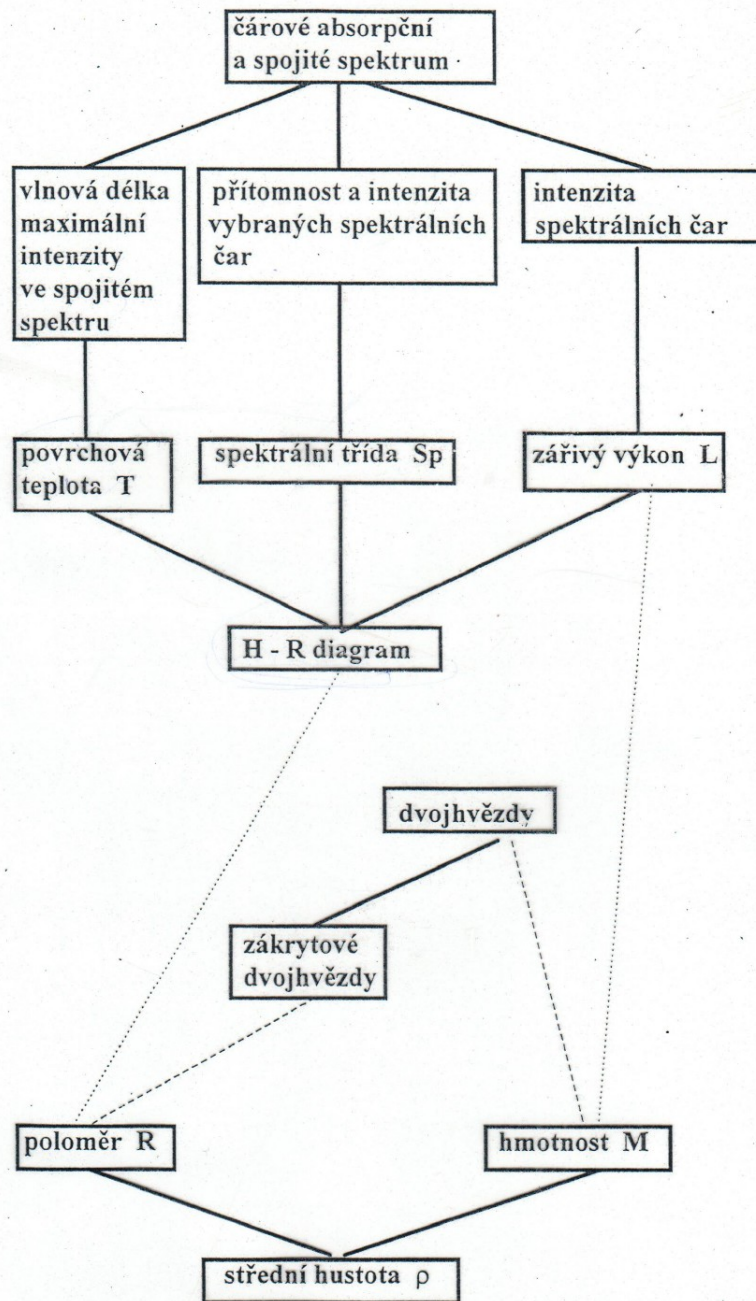 čárové absorpční
a spojité spektrum
vlnová délka
maximální
intenzity
ve spojitém
spektru
přítomnost a intenzita
vybraných spektrálních
čar
intenzita
spektrálních čar
povrchová
teplota T
spektrální třída Sp
zářivý výkon L
H - R diagram
dvojhvězdy
zákrytové
dvojhvězdy
poloměr R
hmotnost M
střední hustota ρ